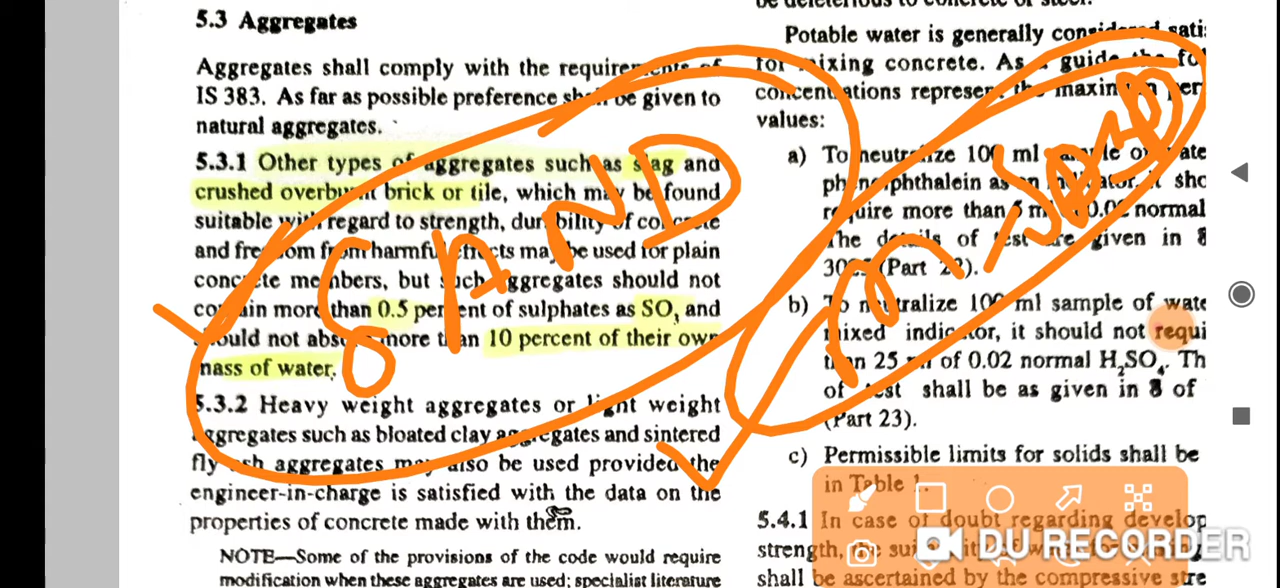 5.3 Aggregates
Aggregates shall comply with the requirements of
IS 383. As far as possible preference shall be given to
natural aggregates.
5.3.1 Other types of aggregates such as slag and
crushed overburnt brick or tile, which may be found
suitable with regard to strength, durability of concrete
and freedom from harmful effects may be used for plain
concrete members, but such aggregates should not
contain more than 0.5 percent of sulphates as SO₃ and
should not absorb more than 10 percent of their own
mass of water.
5.3.2 Heavy weight aggregates or light weight
aggregates such as bloated clay aggregates and sintered
fly ash aggregates may also be used provided the
engineer-in-charge is satisfied with the data on the
properties of concrete made with them.
NOTE—Some of the provisions of the code would require
modification when these aggregates are used; specialist literature
be deleterious to concrete or steel.
Potable water is generally considered satis
for mixing concrete. As a guide the fol
concentrations represent the maximum per
values:
a) To neutralize 100 ml sample of wate
phenolphthalein as an indicator, it sho
require more than 5 ml of 0.02 normal
The details of test are given in 8
(Part 22).
b) To neutralize 100 ml sample of wate
mixed indicator, it should not requi
than 25 ml of 0.02 normal H₂SO₄. Th
of test shall be as given in 8 of
(Part 23).
c) Permissible limits for solids shall be
in Table 1.
5.4.1 In case of doubt regarding develop
strength, the suitability of water
shall be ascertained by the compressive stre
SAND
M-SAND
DU RECORDER